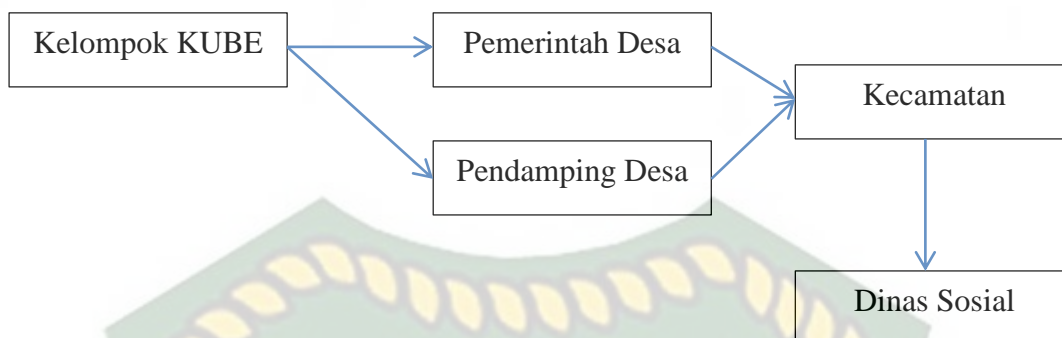 Kelompok KUBE
Pemerintah Desa
Kecamatan
Pendamping Desa
Dinas Sosial